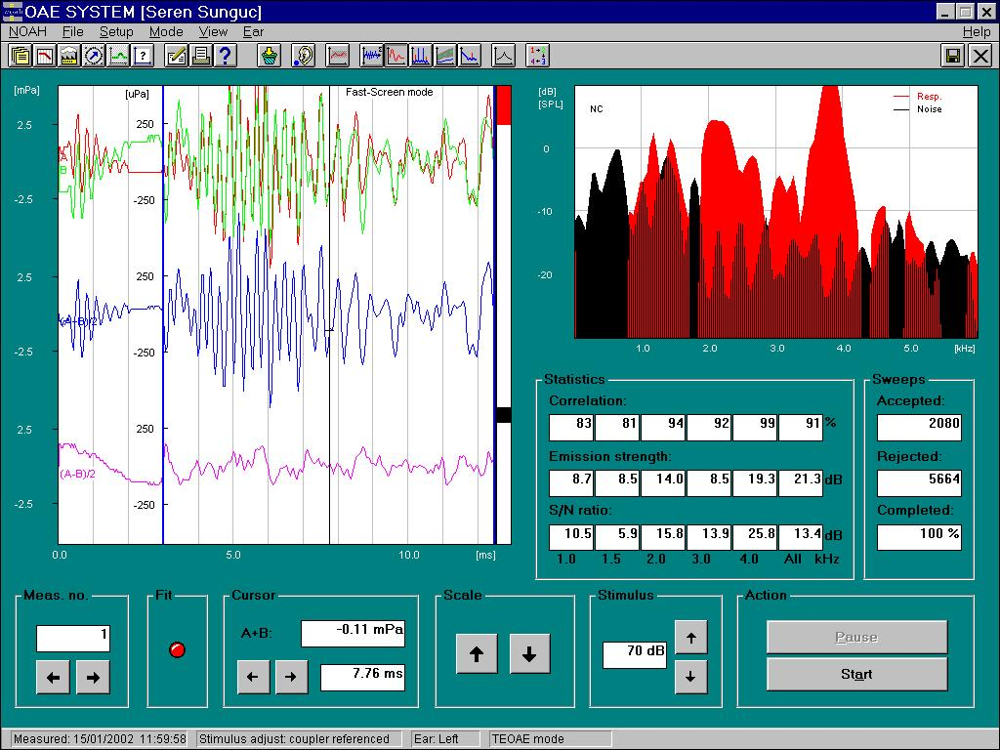 OAE SYSTEM [Seren Sunguc]
NOAH File Setup Mode View Ear Help
[mPa]
[uPa]
Fast-Screen mode
2.5
250
A
B
-2.5
-250
2.5
250
(A+B)/2
-2.5
-250
2.5
250
(A-B)/2
-2.5
-250
0.0 5.0 10.0 [ms]
[dB]
[SPL]
NC
Resp.
Noise
0
-10
-20
1.0 2.0 3.0 4.0 5.0 [kHz]
Statistics
Correlation:
83 81 94 92 99 91 %
Emission strength:
8.7 8.5 14.0 8.5 19.3 21.3 dB
S/N ratio:
10.5 5.9 15.8 13.9 25.8 13.4 dB
1.0 1.5 2.0 3.0 4.0 All kHz
Sweeps
Accepted:
2080
Rejected:
5664
Completed:
100 %
Meas. no.
1
Fit
Cursor
A+B: -0.11 mPa
7.76 ms
Scale
Stimulus
70 dB
Action
Pause
Start
Measured: 15/01/2002 11:59:58 Stimulus adjust: coupler referenced Ear: Left TEOAE mode